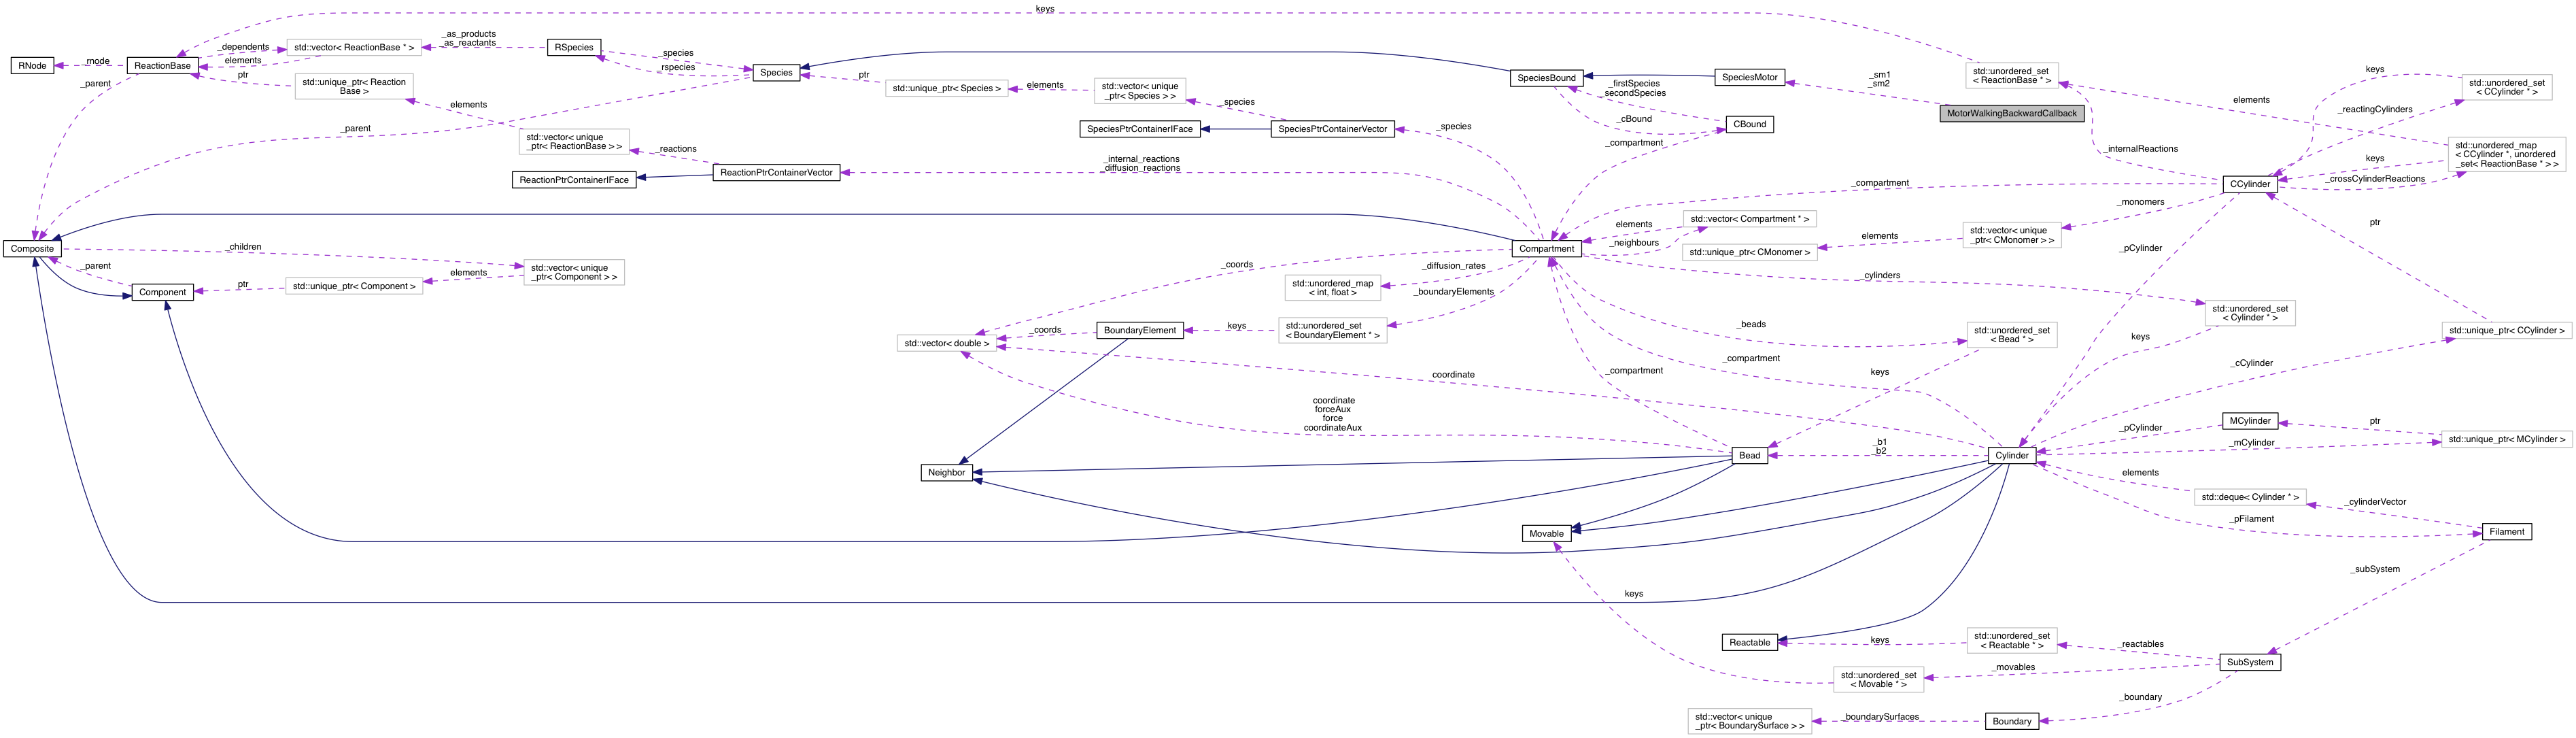 keys
_as_products
_as_reactants
_dependents
std::vector< ReactionBase * >
RSpecies
RNode
_rnode
ReactionBase
elements
_species
_rspecies
Species
ptr
_parent
std::unique_ptr< Reaction
Base >
ptr
std::unique_ptr< Species >
elements
std::vector< unique
_ptr< Species > >
SpeciesBound
SpeciesMotor
_sm1
_sm2
MotorWalkingBackwardCallback
std::unordered_set
< ReactionBase * >
keys
std::unordered_set
< CCylinder * >
_firstSpecies
_secondSpecies
elements
_species
_reactingCylinders
elements
_parent
SpeciesPtrContainerIFace
SpeciesPtrContainerVector
_species
_cBound
CBound
std::vector< unique
_ptr< ReactionBase > >
_reactions
_compartment
_internalReactions
std::unordered_map
< CCylinder *, unordered
_set< ReactionBase * > >
keys
ReactionPtrContainerIFace
ReactionPtrContainerVector
_internal_reactions
_diffusion_reactions
_compartment
CCylinder
_crossCylinderReactions
_monomers
elements
std::vector< Compartment * >
ptr
Composite
_children
Compartment
_neighbours
std::unique_ptr< CMonomer >
elements
std::vector< unique
_ptr< CMonomer > >
_pCylinder
_parent
std::vector< unique
_ptr< Component > >
elements
_coords
_diffusion_rates
_cylinders
Component
ptr
std::unique_ptr< Component >
std::unordered_map
< int, float >
_boundaryElements
std::unordered_set
< Cylinder * >
BoundaryElement
keys
std::unordered_set
< BoundaryElement * >
_beads
std::unordered_set
< Bead * >
std::unique_ptr< CCylinder >
_coords
std::vector< double >
keys
_compartment
_cCylinder
coordinate
_compartment
keys
coordinate
forceAux
force
coordinateAux
MCylinder
ptr
_pCylinder
_mCylinder
std::unique_ptr< MCylinder >
Bead
_b1
_b2
Cylinder
Neighbor
elements
std::deque< Cylinder * >
_cylinderVector
_pFilament
Filament
Movable
_subSystem
keys
Reactable
keys
std::unordered_set
< Reactable * >
_reactables
SubSystem
_movables
std::unordered_set
< Movable * >
_boundary
std::vector< unique
_ptr< BoundarySurface > >
_boundarySurfaces
Boundary